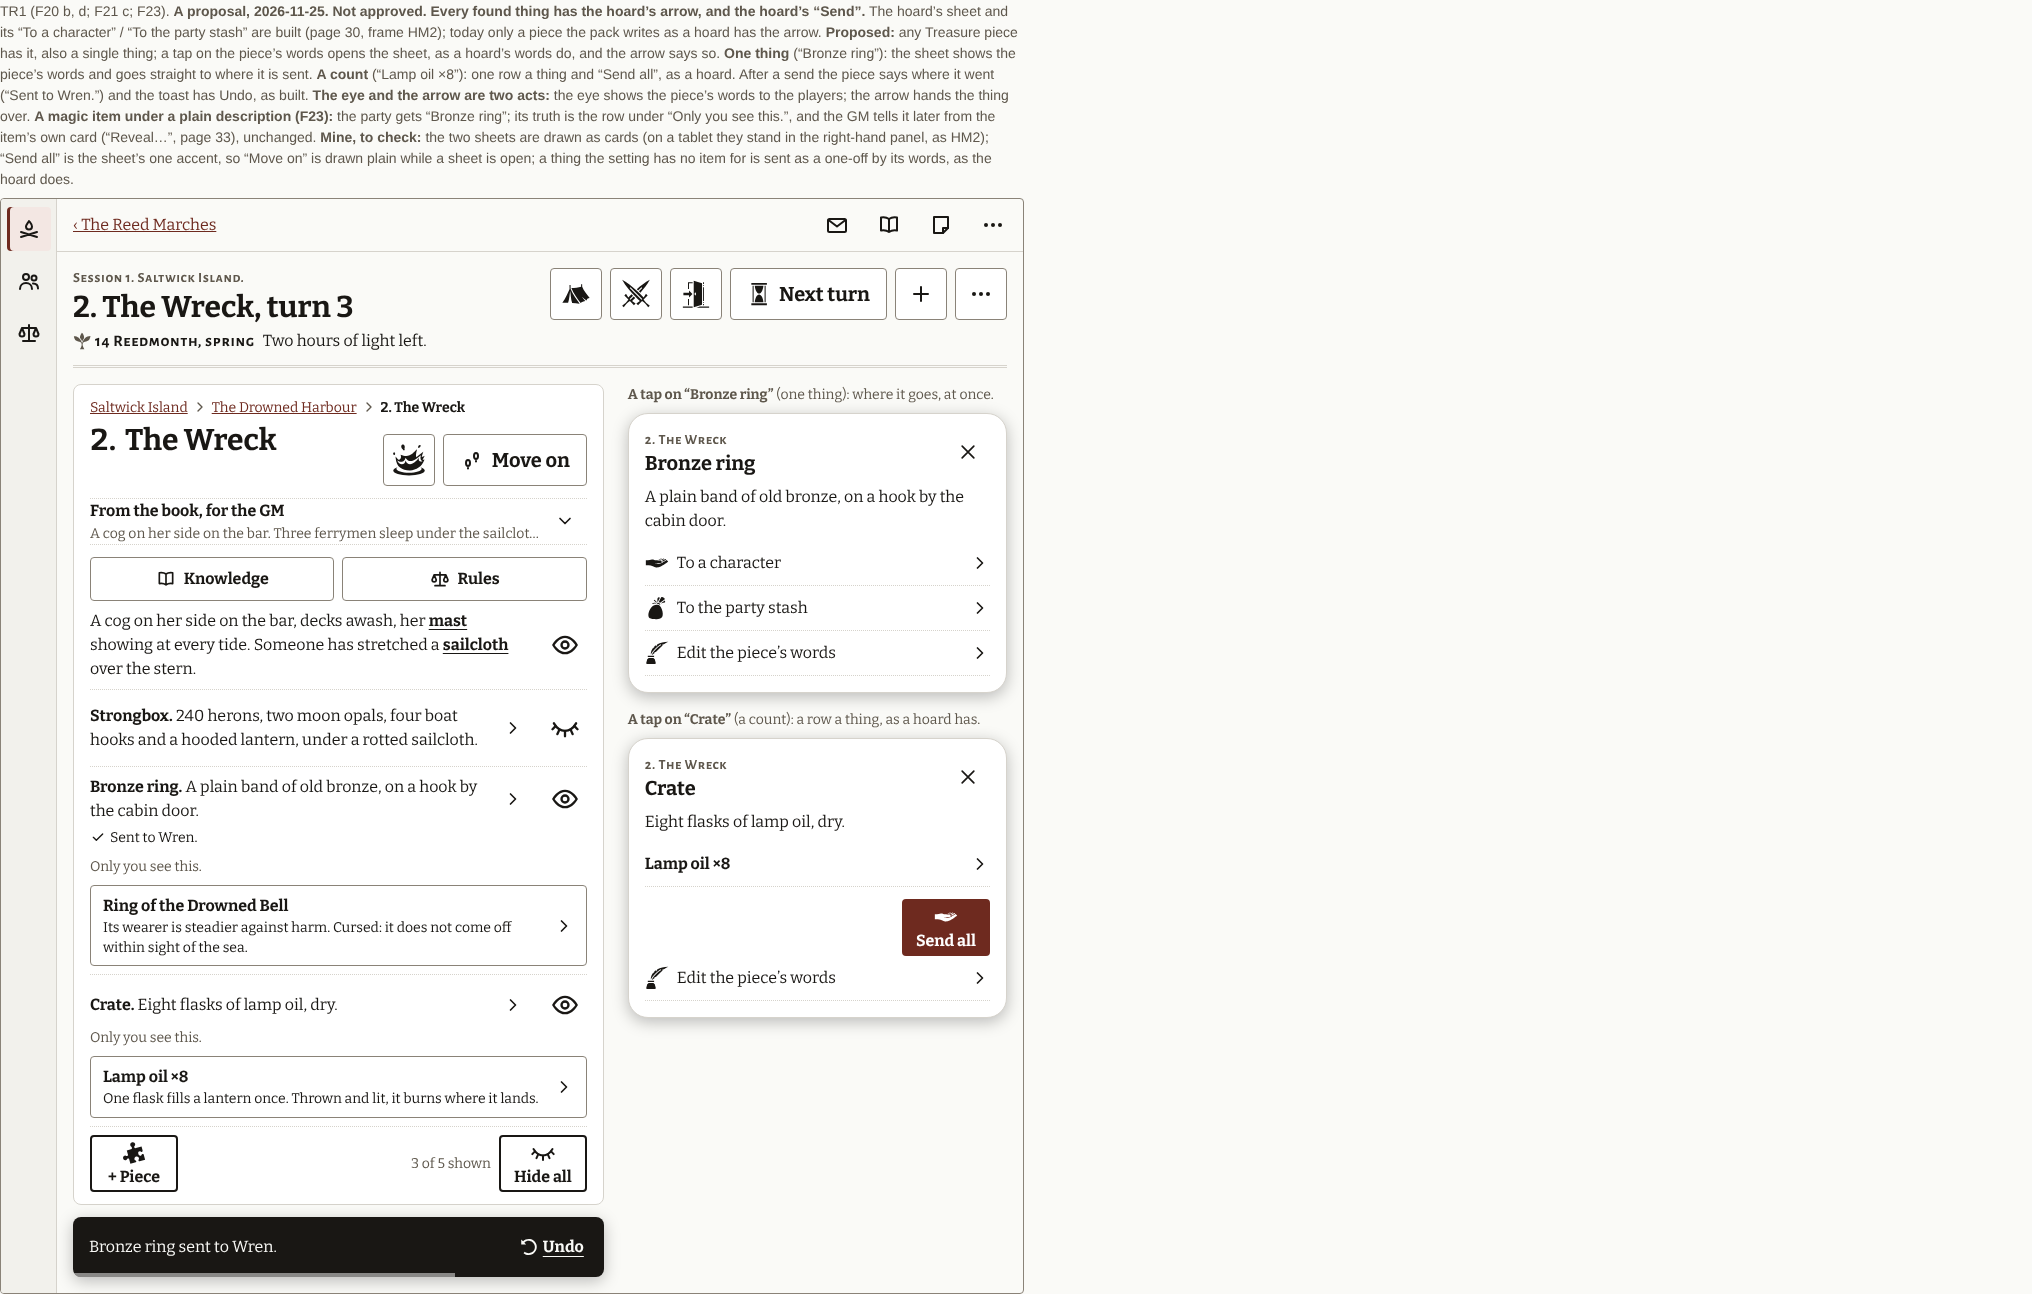 TR1 (F20 b, d; F21 c; F23). A proposal, 2026-11-25. Not approved. Every found thing has the hoard’s arrow, and the hoard’s “Send”. The hoard’s sheet and
its “To a character” / “To the party stash” are built (page 30, frame HM2); today only a piece the pack writes as a hoard has the arrow. Proposed: any Treasure piece
has it, also a single thing; a tap on the piece’s words opens the sheet, as a hoard’s words do, and the arrow says so. One thing (“Bronze ring”): the sheet shows the
piece’s words and goes straight to where it is sent. A count (“Lamp oil ×8”): one row a thing and “Send all”, as a hoard. After a send the piece says where it went
(“Sent to Wren.”) and the toast has Undo, as built. The eye and the arrow are two acts: the eye shows the piece’s words to the players; the arrow hands the thing
over. A magic item under a plain description (F23): the party gets “Bronze ring”; its truth is the row under “Only you see this.”, and the GM tells it later from the
item’s own card (“Reveal…”, page 33), unchanged. Mine, to check: the two sheets are drawn as cards (on a tablet they stand in the right-hand panel, as HM2);
“Send all” is the sheet’s one accent, so “Move on” is drawn plain while a sheet is open; a thing the setting has no item for is sent as a one-off by its words, as the
hoard does.
‹ The Reed Marches
Session 1. Saltwick Island.
2. The Wreck, turn 3
14 Reedmonth, spring Two hours of light left.
Next turn
Saltwick Island
The Drowned Harbour
2. The Wreck
2. The Wreck
Move on
From the book, for the GM
A cog on her side on the bar. Three ferrymen sleep under the sailclot…
Knowledge
Rules
A cog on her side on the bar, decks awash, her mast
showing at every tide. Someone has stretched a sailcloth
over the stern.
Strongbox. 240 herons, two moon opals, four boat
hooks and a hooded lantern, under a rotted sailcloth.
Bronze ring. A plain band of old bronze, on a hook by
the cabin door.
Sent to Wren.
Only you see this.
Ring of the Drowned Bell
Its wearer is steadier against harm. Cursed: it does not come off
within sight of the sea.
Crate. Eight flasks of lamp oil, dry.
Only you see this.
Lamp oil ×8
One flask fills a lantern once. Thrown and lit, it burns where it lands.
+ Piece
3 of 5 shown
Hide all
Bronze ring sent to Wren.
Undo
A tap on “Bronze ring” (one thing): where it goes, at once.
2. The Wreck
Bronze ring
A plain band of old bronze, on a hook by the
cabin door.
To a character
To the party stash
Edit the piece’s words
A tap on “Crate” (a count): a row a thing, as a hoard has.
2. The Wreck
Crate
Eight flasks of lamp oil, dry.
Lamp oil ×8
Send all
Edit the piece’s words